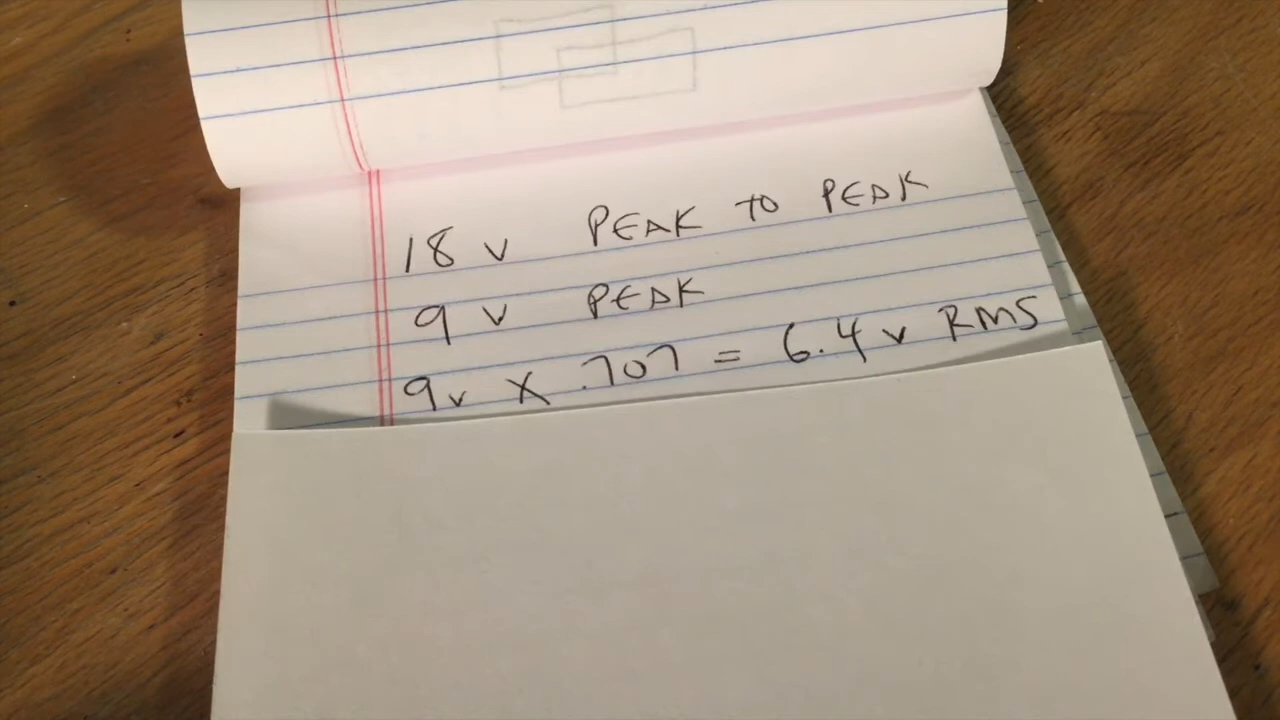 18 v PEAK TO PEAK
9 v PEAK
9v X .707 = 6.4 v RMS